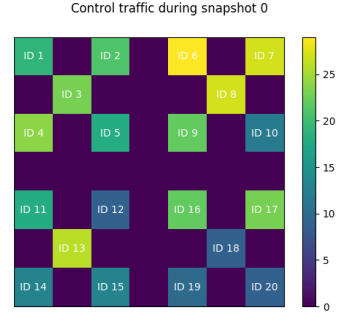 Control traffic during snapshot 0
ID 1 ID 2 ID 6 ID 7
ID 3 ID 8
ID 4 ID 5 ID 9 ID 10
ID 11 ID 12 ID 16 ID 17
ID 13 ID 18
ID 14 ID 15 ID 19 ID 20
25
20
15
10
5
0